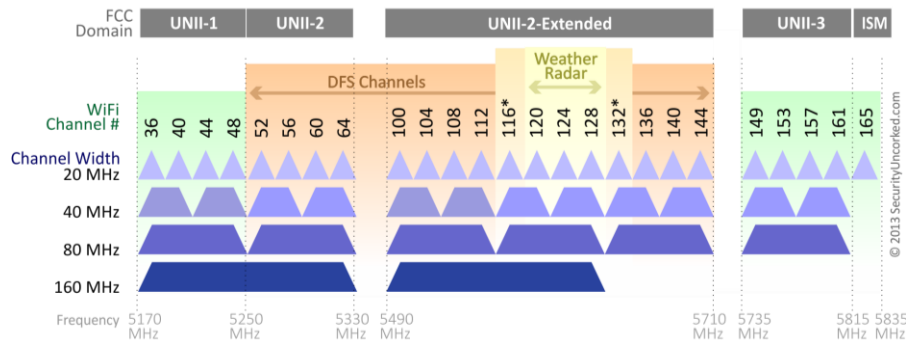 FCC
Domain
UNII-1
UNII-2
UNII-2-Extended
UNII-3
ISM
DFS Channels
Weather
Radar
WiFi
Channel #
36 40 44 48 52 56 60 64 100 104 108 112 116* 120 124 128 132* 136 140 144 149 153 157 161 165
Channel Width
20 MHz
40 MHz
80 MHz
160 MHz
Frequency
5170
MHz
5250
MHz
5330
MHz
5490
MHz
5710
MHz
5735
MHz
5815
MHz
5835
MHz
© 2013 SecurityUncorked.com